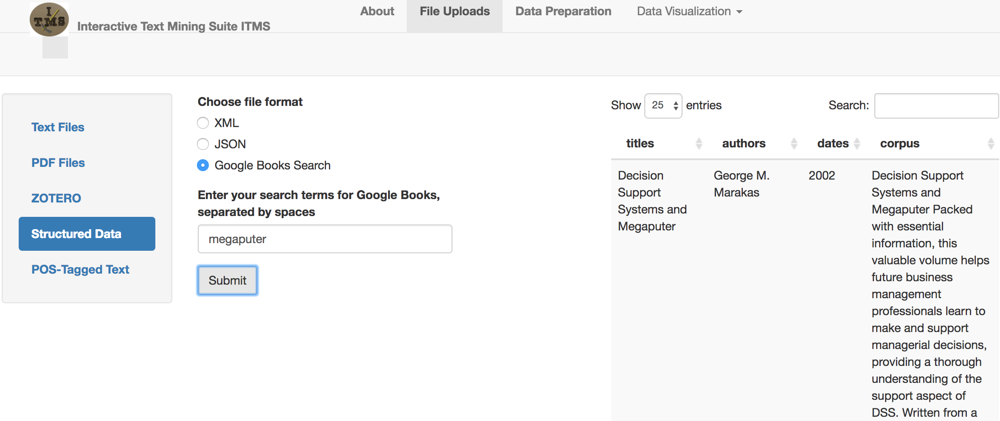 I
TMS
Interactive Text Mining Suite ITMS
About
File Uploads
Data Preparation
Data Visualization
Text Files
PDF Files
ZOTERO
Structured Data
POS-Tagged Text
Choose file format
XML
JSON
Google Books Search
Enter your search terms for Google Books,
separated by spaces
megaputer
Submit
Show 25 entries
Search:
titles authors dates corpus
Decision
Support
Systems and
Megaputer
George M.
Marakas
2002
Decision Support
Systems and
Megaputer Packed
with essential
information, this
valuable volume helps
future business
management
professionals learn to
make and support
managerial decisions,
providing a thorough
understanding of the
support aspect of
DSS. Written from a